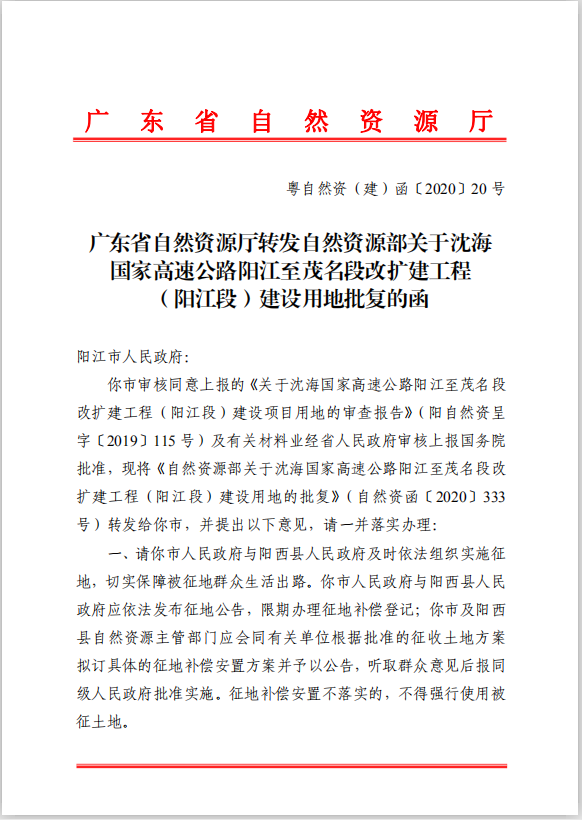 广东省自然资源厅
粤自然资（建）函〔2020〕20号
广东省自然资源厅转发自然资源部关于沈海
国家高速公路阳江至茂名段改扩建工程
（阳江段）建设用地批复的函
阳江市人民政府：
你市审核同意上报的《关于沈海国家高速公路阳江至茂名段
改扩建工程（阳江段）建设项目用地的审查报告》（阳自然资呈
字〔2019〕115号）及有关材料业经省人民政府审核上报国务院
批准，现将《自然资源部关于沈海国家高速公路阳江至茂名段改
扩建工程（阳江段）建设用地的批复》（自然资函〔2020〕333
号）转发给你市，并提出以下意见，请一并落实办理：
一、请你市人民政府与阳西县人民政府及时依法组织实施征
地，切实保障被征地群众生活出路。你市人民政府与阳西县人民
政府应依法发布征地公告，限期办理征地补偿登记；你市及阳西
县自然资源主管部门应会同有关单位根据批准的征收土地方案
拟订具体的征地补偿安置方案并予以公告，听取群众意见后报同
级人民政府批准实施。征地补偿安置不落实的，不得强行使用被
征土地。